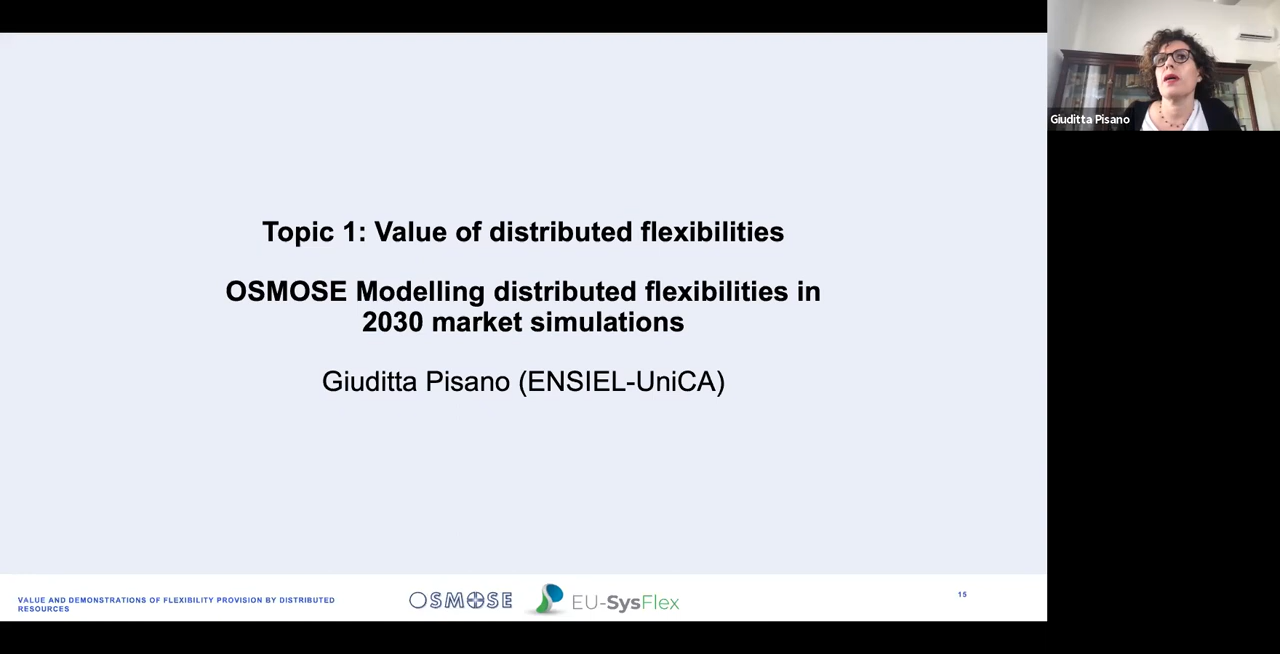 Topic 1: Value of distributed flexibilities
OSMOSE Modelling distributed flexibilities in
2030 market simulations
Giuditta Pisano (ENSIEL-UniCA)
VALUE AND DEMONSTRATIONS OF FLEXIBILITY PROVISION BY DISTRIBUTED
RESOURCES
OSMOSE
EU-SysFlex
15
Giuditta Pisano